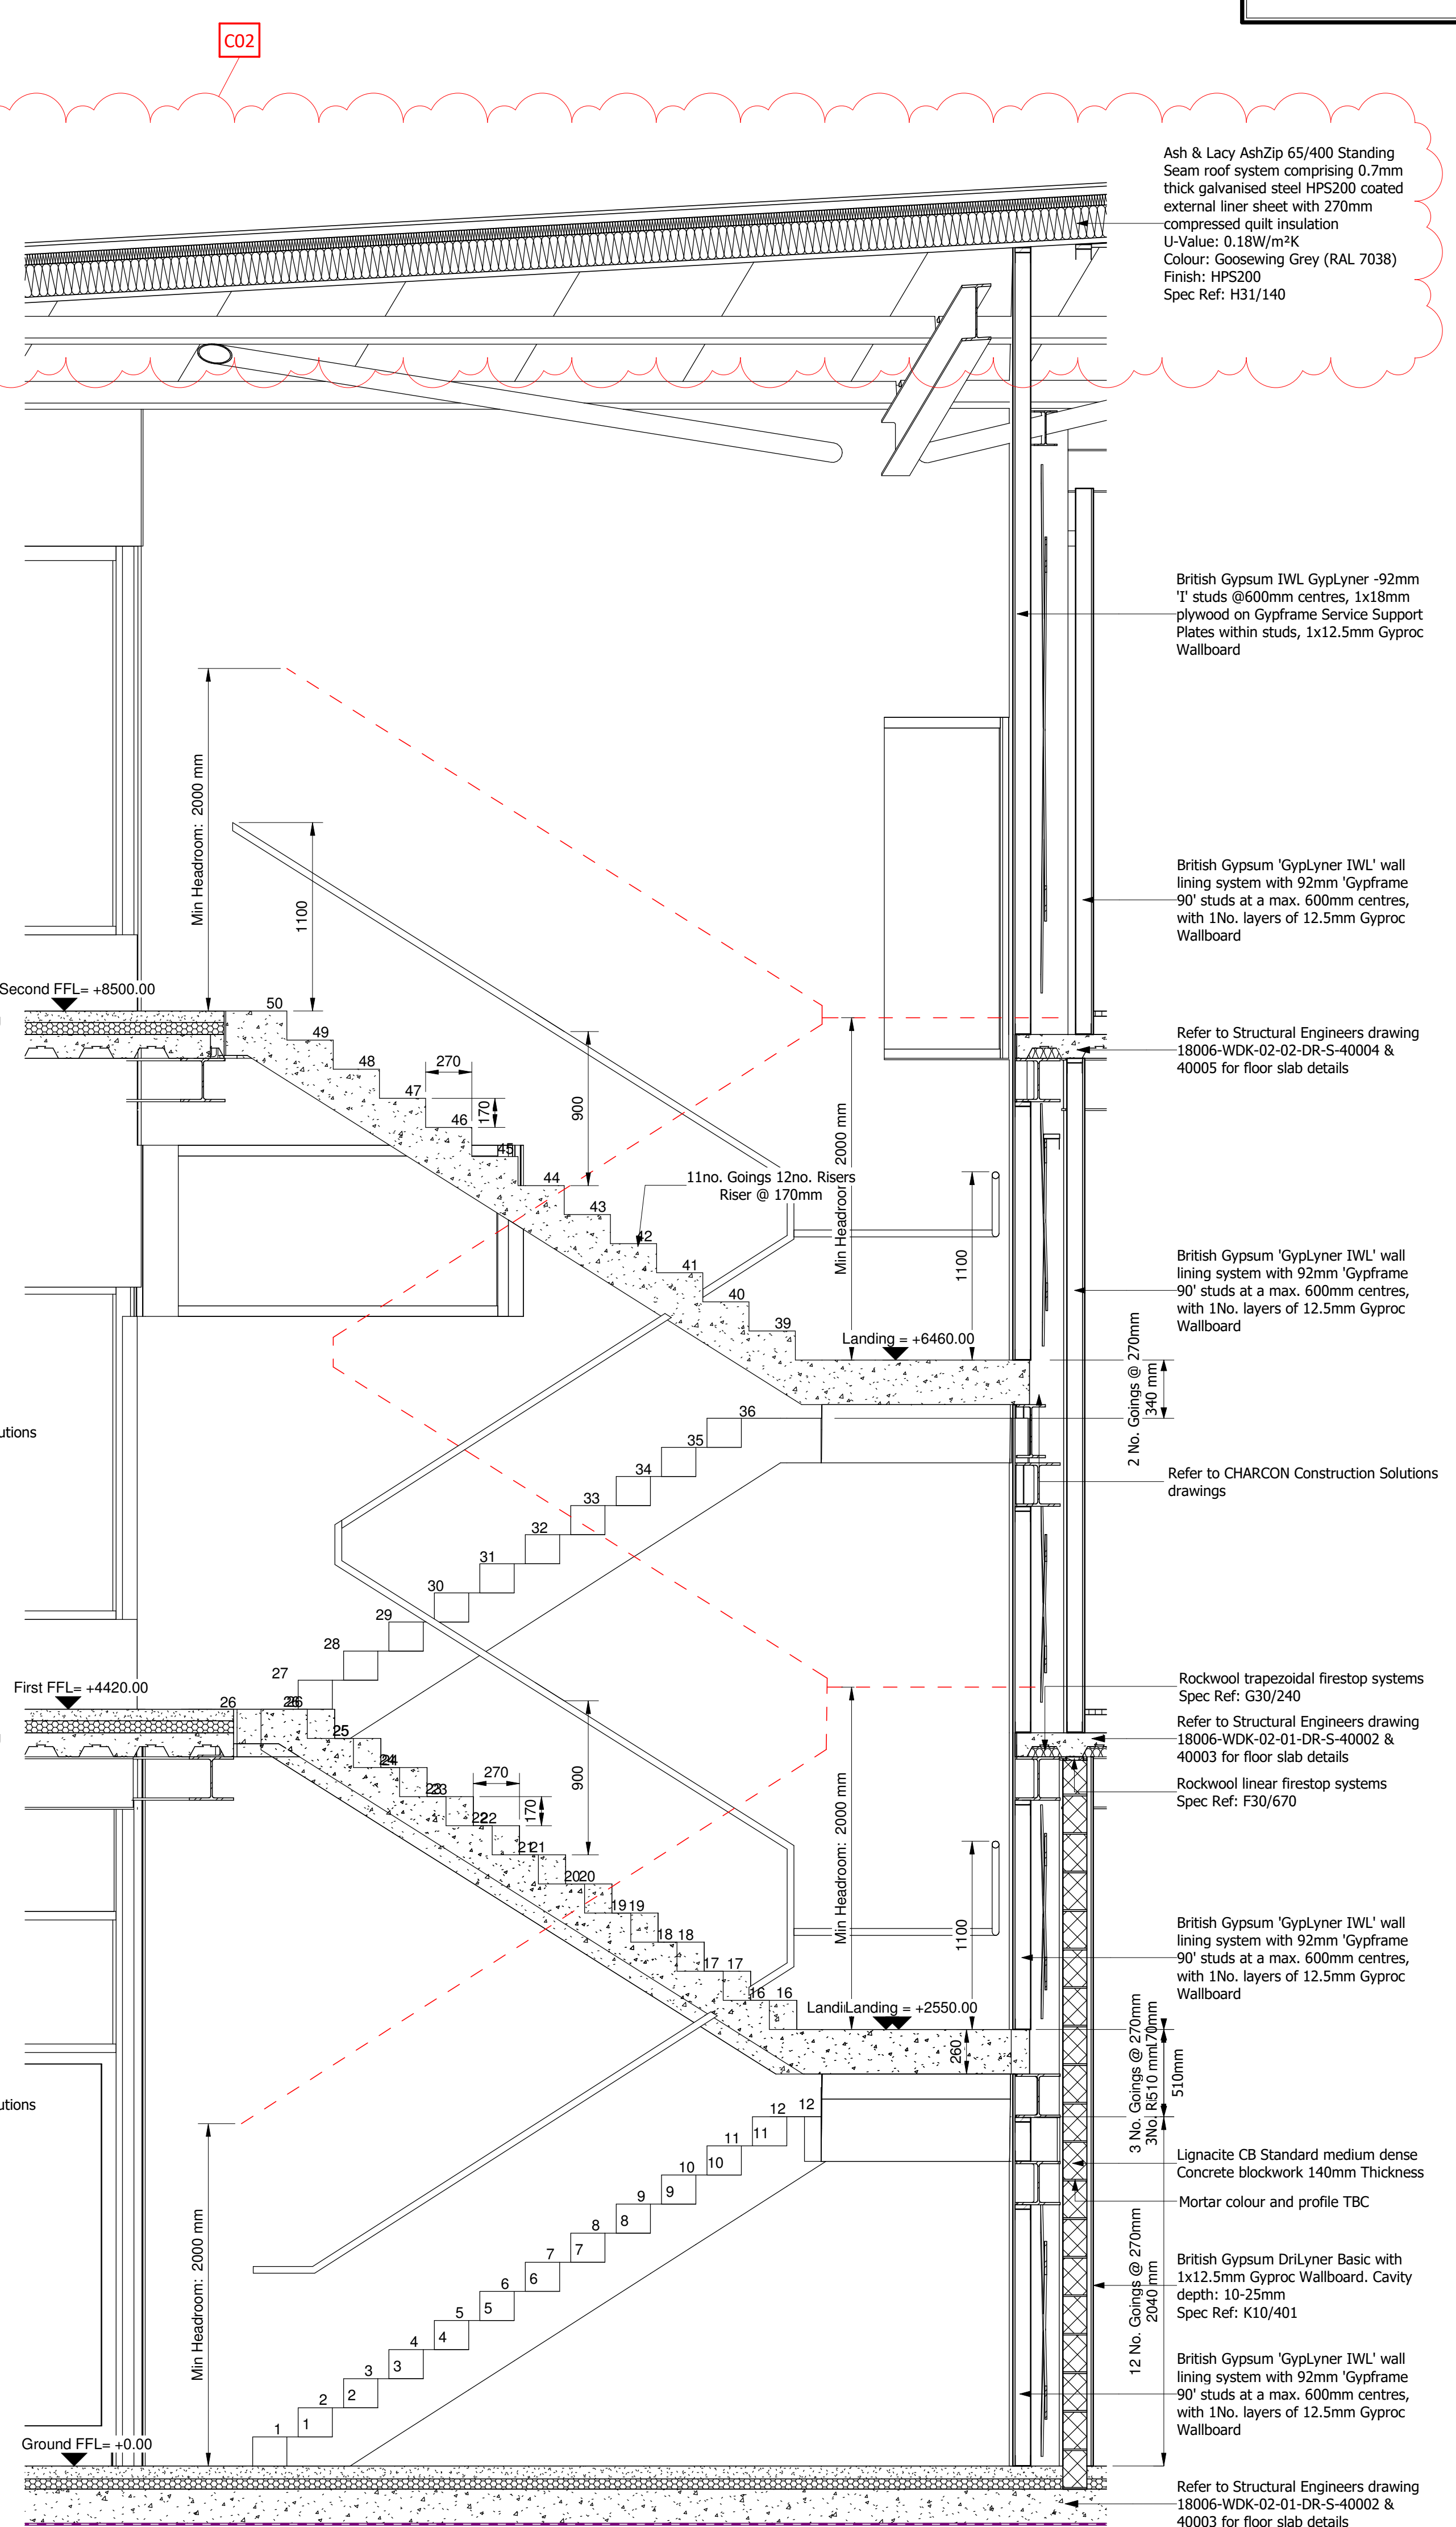 C02
Ash & Lacy AshZip 65/400 Standing
Seam roof system comprising 0.7mm
thick galvanised steel HPS200 coated
external liner sheet with 270mm
compressed quilt insulation
U-Value: 0.18W/m²K
Colour: Goosewing Grey (RAL 7038)
Finish: HPS200
Spec Ref: H31/140
British Gypsum IWL GypLyner -92mm
'I' studs @600mm centres, 1x18mm
plywood on Gypframe Service Support
Plates within studs, 1x12.5mm Gyproc
Wallboard
Min Headroom: 2000 mm
1100
British Gypsum 'GypLyner IWL' wall
lining system with 92mm 'Gypframe
90' studs at a max. 600mm centres,
with 1No. layers of 12.5mm Gyproc
Wallboard
Second FFL= +8500.00
50
49
48
47
46
45
44
43
42
41
40
39
270
170
900
Refer to Structural Engineers drawing
18006-WDK-02-02-DR-S-40004 &
40005 for floor slab details
11no. Goings 12no. Risers
Riser @ 170mm
Min Headroom: 2000 mm
1100
Landing = +6460.00
British Gypsum 'GypLyner IWL' wall
lining system with 92mm 'Gypframe
90' studs at a max. 600mm centres,
with 1No. layers of 12.5mm Gyproc
Wallboard
2 No. Goings @ 270mm
340 mm
utions
Refer to CHARCON Construction Solutions
drawings
36
35
34
33
32
31
30
29
28
27
First FFL= +4420.00
26
26
25
24
23
22
21 21
20 20
19 19
18 18
17 17
16 16
270
170
900
Min Headroom: 2000 mm
1100
Rockwool trapezoidal firestop systems
Spec Ref: G30/240
Refer to Structural Engineers drawing
18006-WDK-02-01-DR-S-40002 &
40003 for floor slab details
Rockwool linear firestop systems
Spec Ref: F30/670
British Gypsum 'GypLyner IWL' wall
lining system with 92mm 'Gypframe
90' studs at a max. 600mm centres,
with 1No. layers of 12.5mm Gyproc
Wallboard
Landing = +2550.00
260
3 No. Goings @ 270mm
510mm
utions
12 12
11 11
10 10
9 9
8 8
7 7
6 6
5 5
4 4
3 3
2 2
1 1
Min Headroom: 2000 mm
Lignacite CB Standard medium dense
Concrete blockwork 140mm Thickness
Mortar colour and profile TBC
12 No. Goings @ 270mm
2040 mm
British Gypsum DriLyner Basic with
1x12.5mm Gyproc Wallboard. Cavity
depth: 10-25mm
Spec Ref: K10/401
British Gypsum 'GypLyner IWL' wall
lining system with 92mm 'Gypframe
90' studs at a max. 600mm centres,
with 1No. layers of 12.5mm Gyproc
Wallboard
Ground FFL= +0.00
Refer to Structural Engineers drawing
18006-WDK-02-01-DR-S-40002 &
40003 for floor slab details